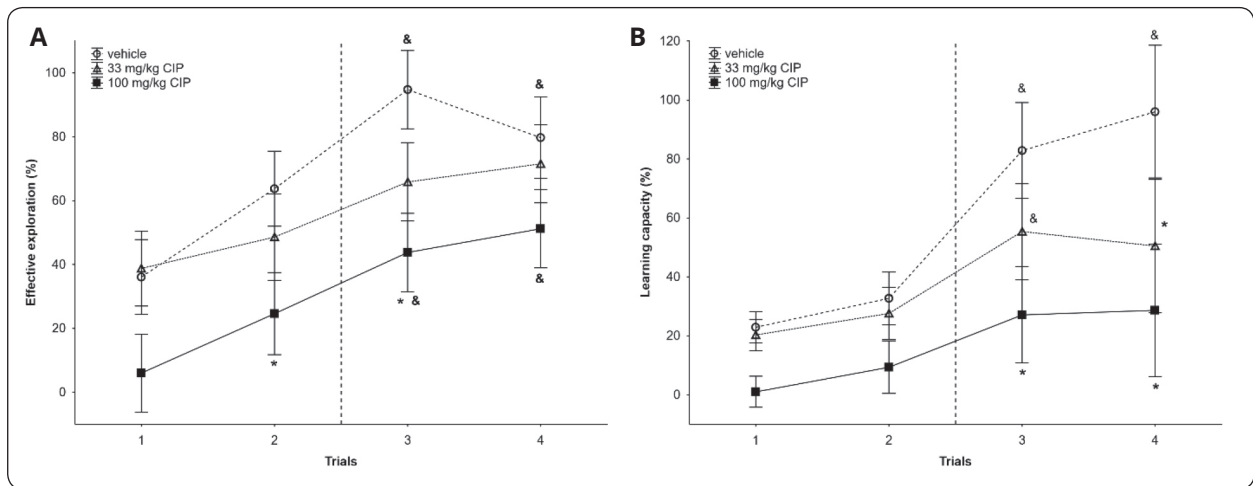 A
vehicle
33 mg/kg CIP
100 mg/kg CIP
Effective exploration (%)
100
80
60
40
20
0
&
&
*
* &
&
1
2
3
4
Trials
B
vehicle
33 mg/kg CIP
100 mg/kg CIP
Learning capacity (%)
120
100
80
60
40
20
0
&
&
&
*
*
*
1
2
3
4
Trials